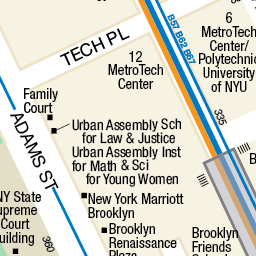 B57 B62 B67
TECH PL
6
MetroTech
Center/
Polytechnic
University
of NYU
12
MetroTech
Center
Family
Court
335
Urban Assembly Sch
for Law & Justice
Urban Assembly Inst
for Math & Sci
for Young Women
ADAMS ST
NY State
Supreme
Court
Building
360
New York Marriott
Brooklyn
Brooklyn
Renaissance
Plaza
Brooklyn
Friends